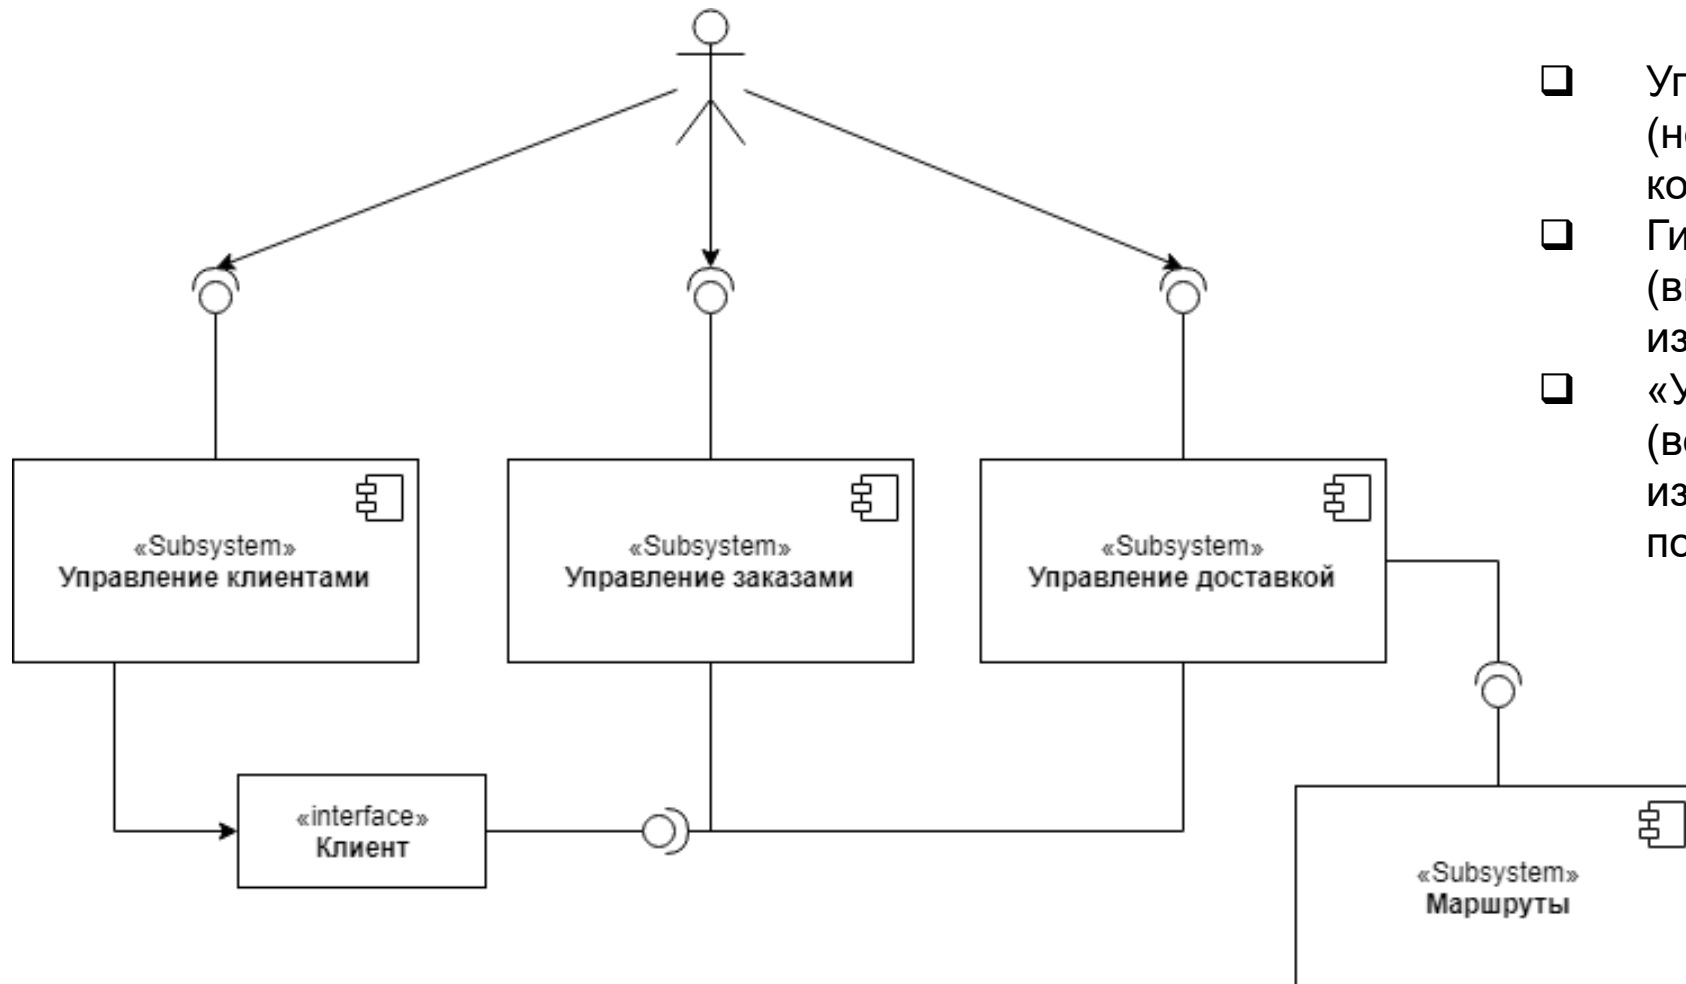 «Subsystem»
Управление клиентами
«Subsystem»
Управление заказами
«Subsystem»
Управление доставкой
«interface»
Клиент
«Subsystem»
Маршруты